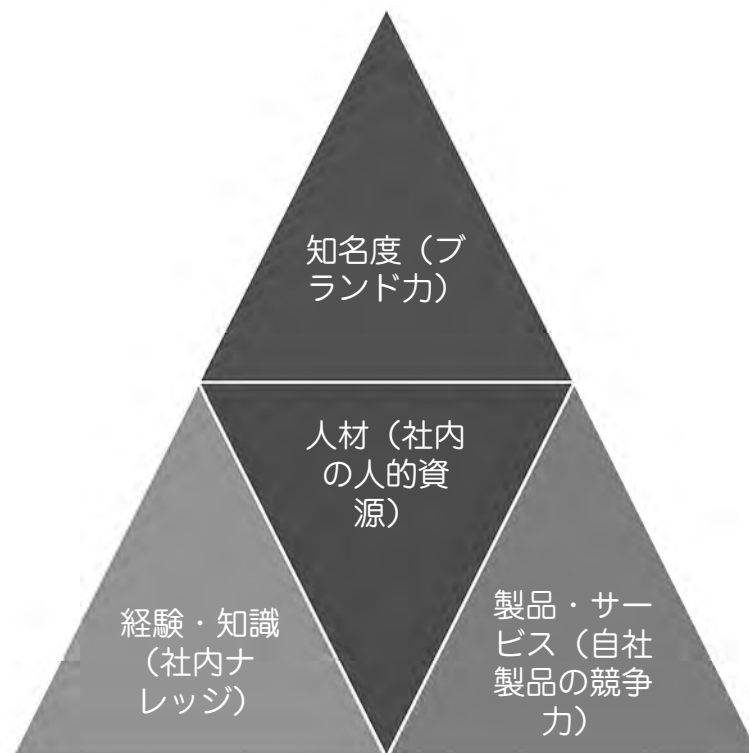 知名度（ブ
ランド力）
人材（社内
の人的資
源）
経験・知識
（社内ナ
レッジ）
製品・サー
ビス（自社
製品の競争
力）